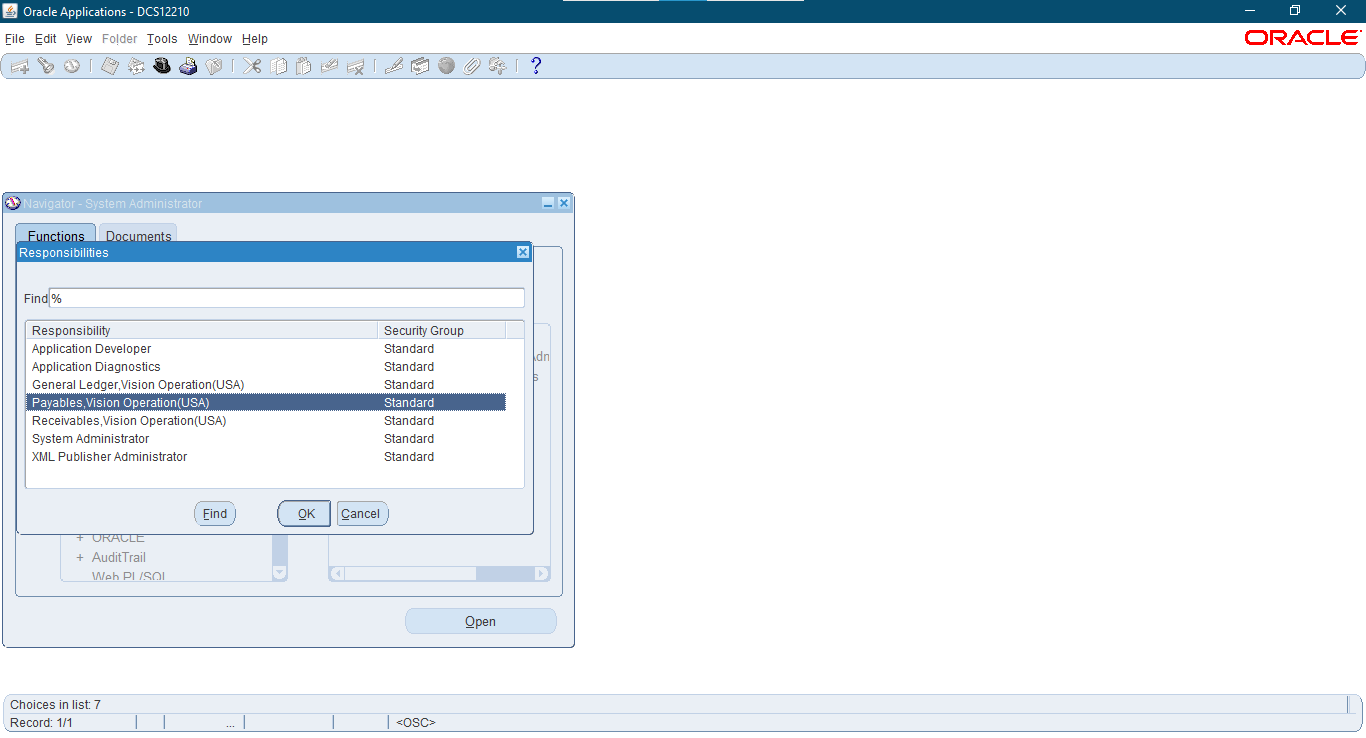 Oracle Applications - DCS12210
File Edit View Folder Tools Window Help
ORACLE
?
Navigator - System Administrator
Functions Documents
Responsibilities
Find %
Responsibility Security Group
Application Developer Standard
Application Diagnostics Standard
General Ledger,Vision Operation(USA) Standard
Payables,Vision Operation(USA) Standard
Receivables,Vision Operation(USA) Standard
System Administrator Standard
XML Publisher Administrator Standard
Find OK Cancel
+ ORACLE
+ AuditTrail
Web PL/SQL
Open
Choices in list: 7
Record: 1/1 ... <OSC>